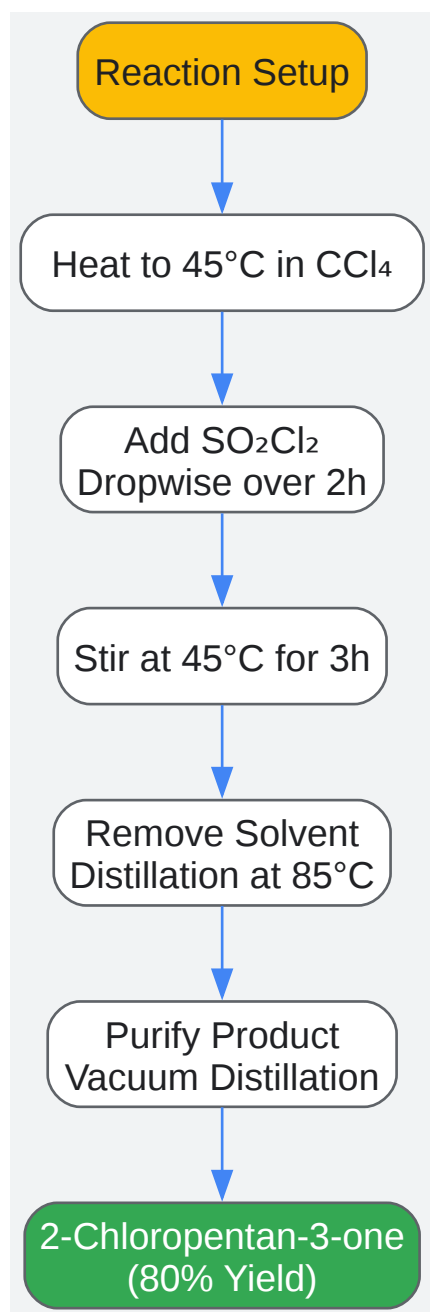 Reaction Setup
Heat to 45°C in CCl₄
Add SO₂Cl₂
Dropwise over 2h
Stir at 45°C for 3h
Remove Solvent
Distillation at 85°C
Purify Product
Vacuum Distillation
2-Chloropentan-3-one
(80% Yield)